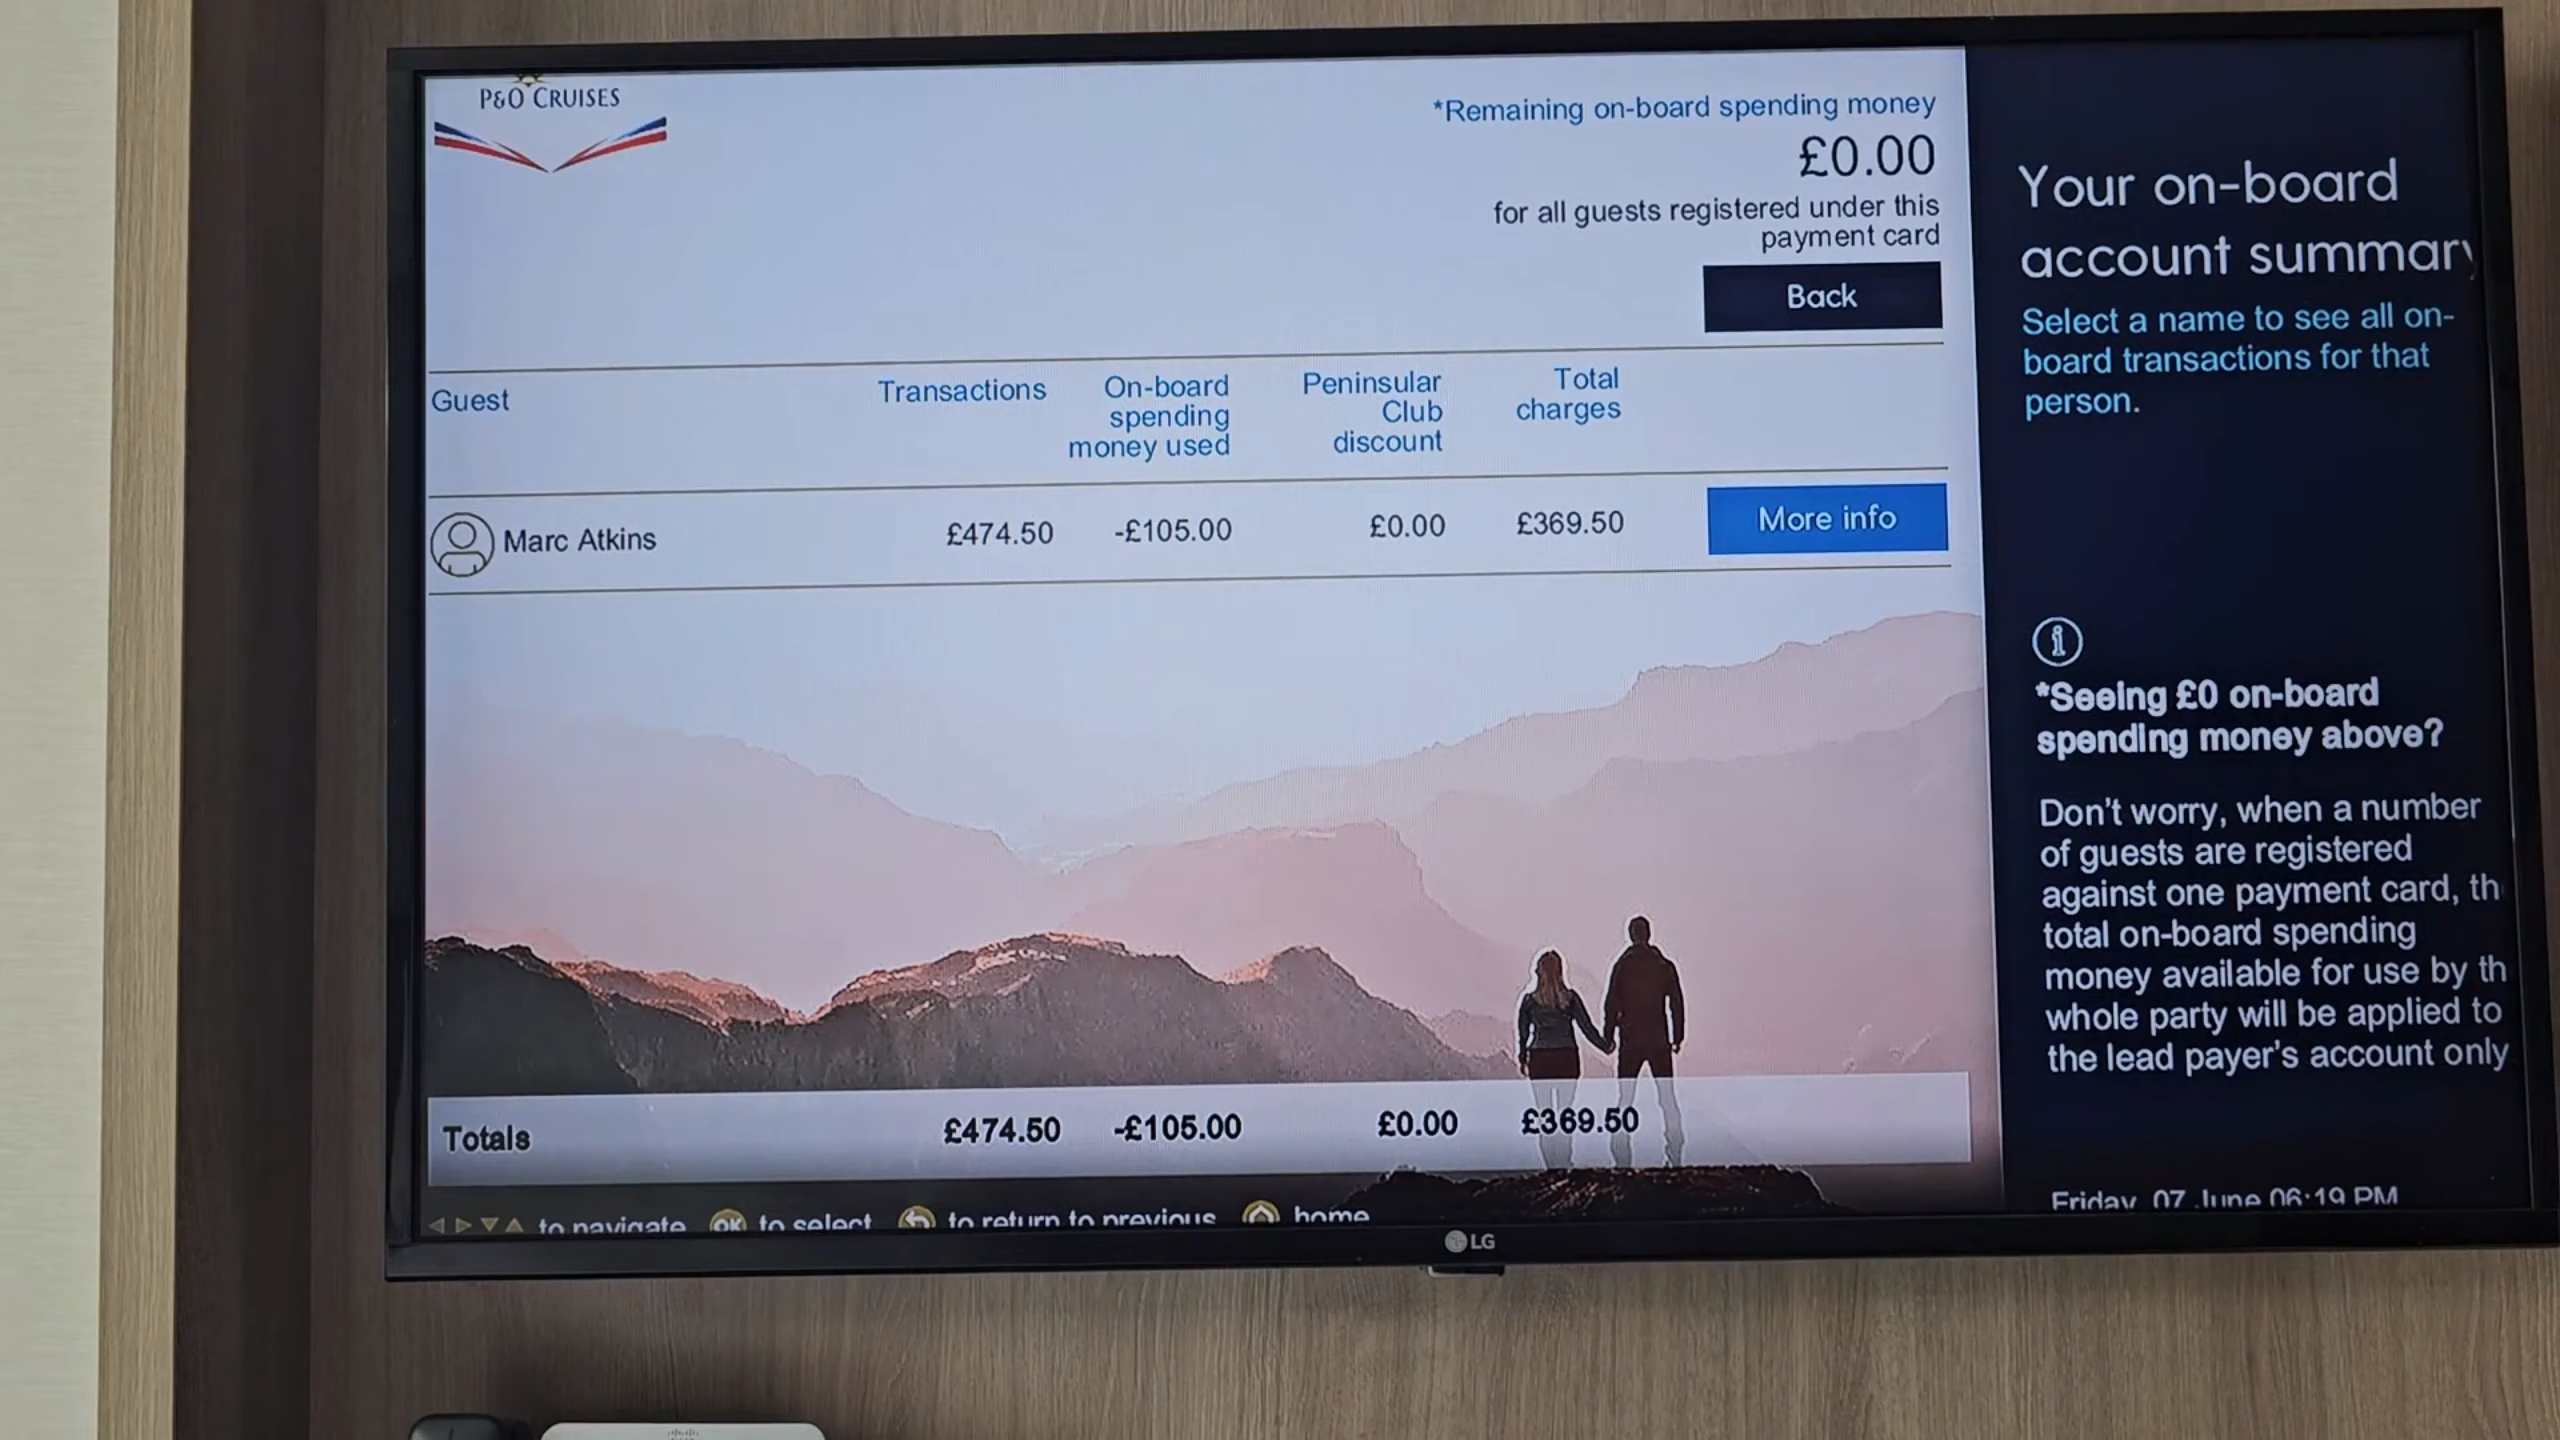 P&O CRUISES
*Remaining on-board spending money
£0.00
for all guests registered under this
payment card
Back
Guest
Transactions
On-board
spending
money used
Peninsular
Club
discount
Total
charges
Marc Atkins
£474.50
-£105.00
£0.00
£369.50
More info
Totals
£474.50
-£105.00
£0.00
£369.50
to navigate
OK
to select
to return to previous
home
Your on-board
account summary
Select a name to see all on-
board transactions for that
person.
i
*Seeing £0 on-board
spending money above?
Don't worry, when a number
of guests are registered
against one payment card, th
total on-board spending
money available for use by th
whole party will be applied to
the lead payer's account only
Friday, 07 June 06:19 PM
LG